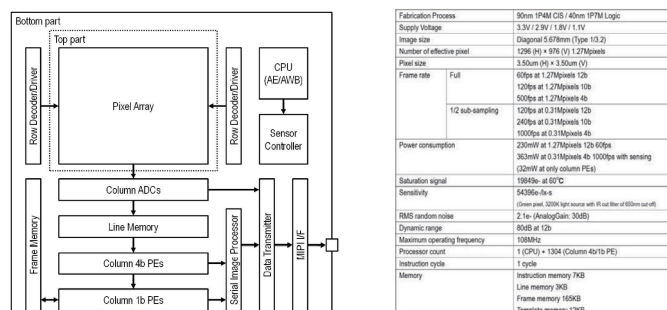 Bottom part
Top part
Row Decoder/Driver
Pixel Array
Row Decoder/Driver
CPU
(AE/AWB)
Sensor
Controller
Frame Memory
Column ADCs
Line Memory
Column 4b PEs
Column 1b PEs
Serial Image Processor
Data Transmitter
MIPI I/F
Fabrication Process 90nm 1P4M CIS / 40nm 1P7M Logic
Supply Voltage 3.3V / 2.9V / 1.8V / 1.1V
Image size Diagonal 5.678mm (Type 1/3.2)
Number of effective pixel 1296 (H) × 976 (V) 1.27Mpixels
Pixel size 3.50um (H) × 3.50um (V)
Frame rate Full 60fps at 1.27Mpixels 12b
120fps at 1.27Mpixels 10b
500fps at 1.27Mpixels 4b
1/2 sub-sampling 120fps at 0.31Mpixels 12b
240fps at 0.31Mpixels 10b
1000fps at 0.31Mpixels 4b
Power consumption 230mW at 1.27Mpixels 12b 60fps
363mW at 0.31Mpixels 4b 1000fps with sensing
(32mW at only column PEs)
Saturation signal 19849e- at 60°C
Sensitivity 54396e-/lx-s
(Green pixel, 3200K light source with IR cut filter of 650nm cut-off)
RMS random noise 2.1e- (AnalogGain: 30dB)
Dynamic range 80dB at 12b
Maximum operating frequency 108MHz
Processor count 1 (CPU) + 1304 (Column 4b/1b PE)
Instruction cycle 1 cycle
Memory Instruction memory 7KB
Line memory 3KB
Frame memory 165KB
Template memory 12KB